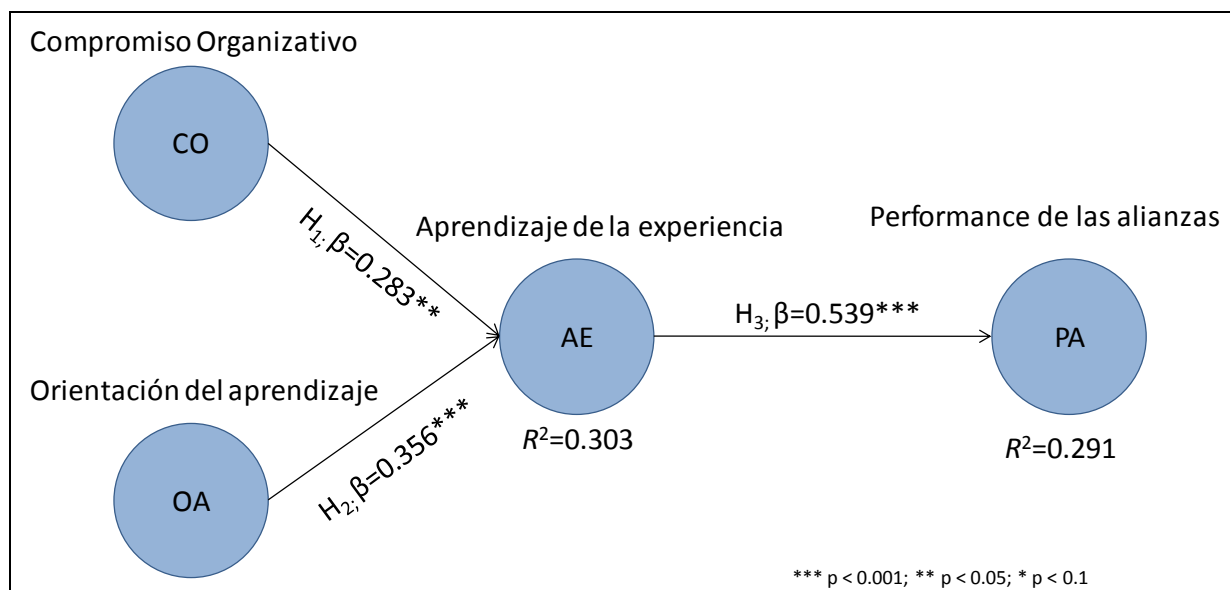 Compromiso Organizativo
CO
H1; β=0.283**
Aprendizaje de la experiencia
Performance de las alianzas
AE
H3; β=0.539***
PA
Orientación del aprendizaje
H2; β=0.356***
R²=0.303
R²=0.291
OA
*** p < 0.001; ** p < 0.05; * p < 0.1